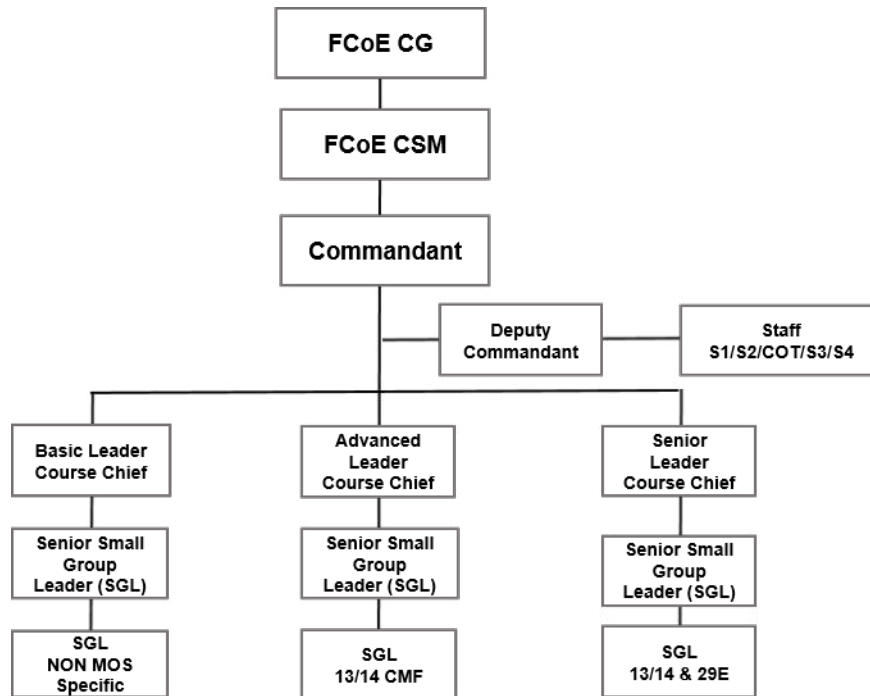 FCoE CG
FCoE CSM
Commandant
Deputy
Commandant
Staff
S1/S2/COT/S3/S4
Basic Leader
Course Chief
Advanced
Leader
Course Chief
Senior
Leader
Course Chief
Senior Small
Group
Leader (SGL)
Senior Small
Group
Leader (SGL)
Senior Small
Group
Leader (SGL)
SGL
NON MOS
Specific
SGL
13/14 CMF
SGL
13/14 & 29E